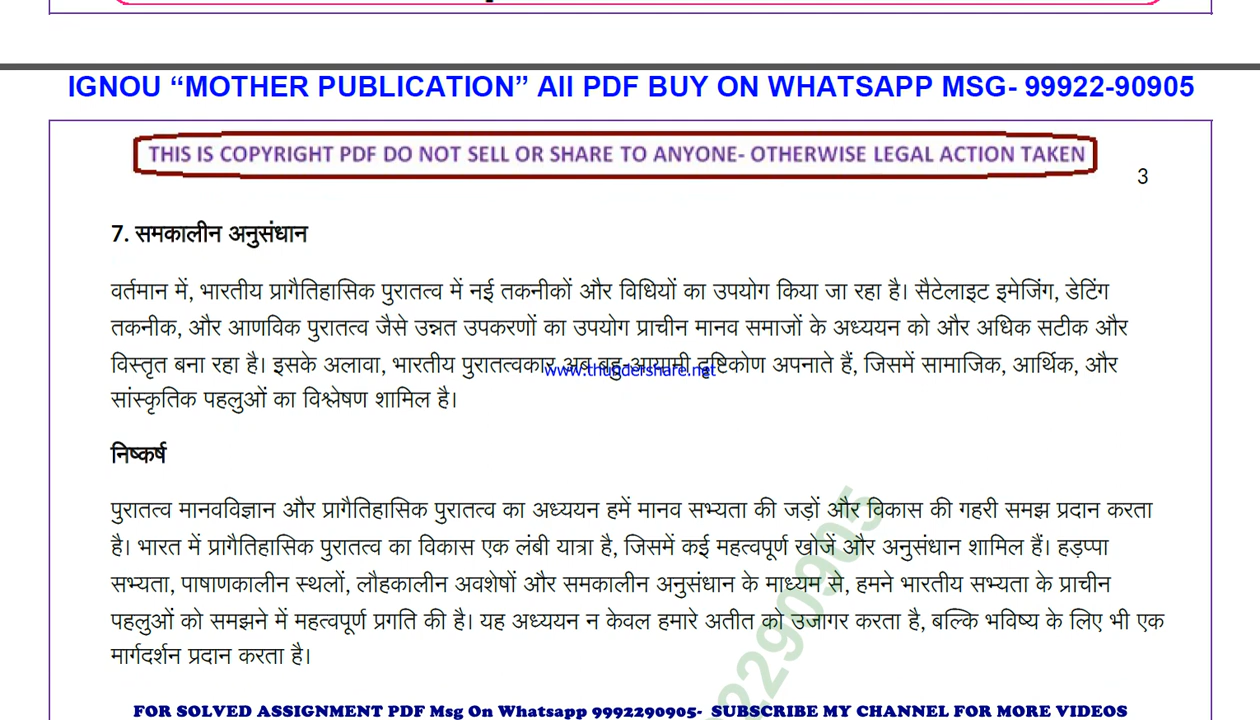 IGNOU “MOTHER PUBLICATION” All PDF BUY ON WHATSAPP MSG- 99922-90905
THIS IS COPYRIGHT PDF DO NOT SELL OR SHARE TO ANYONE- OTHERWISE LEGAL ACTION TAKEN
3
7. समकालीन अनुसंधान
वर्तमान में, भारतीय प्रागैतिहासिक पुरातत्व में नई तकनीकों और विधियों का उपयोग किया जा रहा है। सैटेलाइट इमेजिंग, डेटिंग
तकनीक, और आणविक पुरातत्व जैसे उन्नत उपकरणों का उपयोग प्राचीन मानव समाजों के अध्ययन को और अधिक सटीक और
विस्तृत बना रहा है। इसके अलावा, भारतीय पुरातत्वकार अब बहु-आयामी दृष्टिकोण अपनाते हैं, जिसमें सामाजिक, आर्थिक, और
www.thundershare.net
सांस्कृतिक पहलुओं का विश्लेषण शामिल है।
निष्कर्ष
पुरातत्व मानवविज्ञान और प्रागैतिहासिक पुरातत्व का अध्ययन हमें मानव सभ्यता की जड़ों और विकास की गहरी समझ प्रदान करता
है। भारत में प्रागैतिहासिक पुरातत्व का विकास एक लंबी यात्रा है, जिसमें कई महत्वपूर्ण खोजें और अनुसंधान शामिल हैं। हड़प्पा
सभ्यता, पाषाणकालीन स्थलों, लौहकालीन अवशेषों और समकालीन अनुसंधान के माध्यम से, हमने भारतीय सभ्यता के प्राचीन
पहलुओं को समझने में महत्वपूर्ण प्रगति की है। यह अध्ययन न केवल हमारे अतीत को उजागर करता है, बल्कि भविष्य के लिए भी एक
मार्गदर्शन प्रदान करता है।
2290905
FOR SOLVED ASSIGNMENT PDF Msg On Whatsapp 9992290905- SUBSCRIBE MY CHANNEL FOR MORE VIDEOS